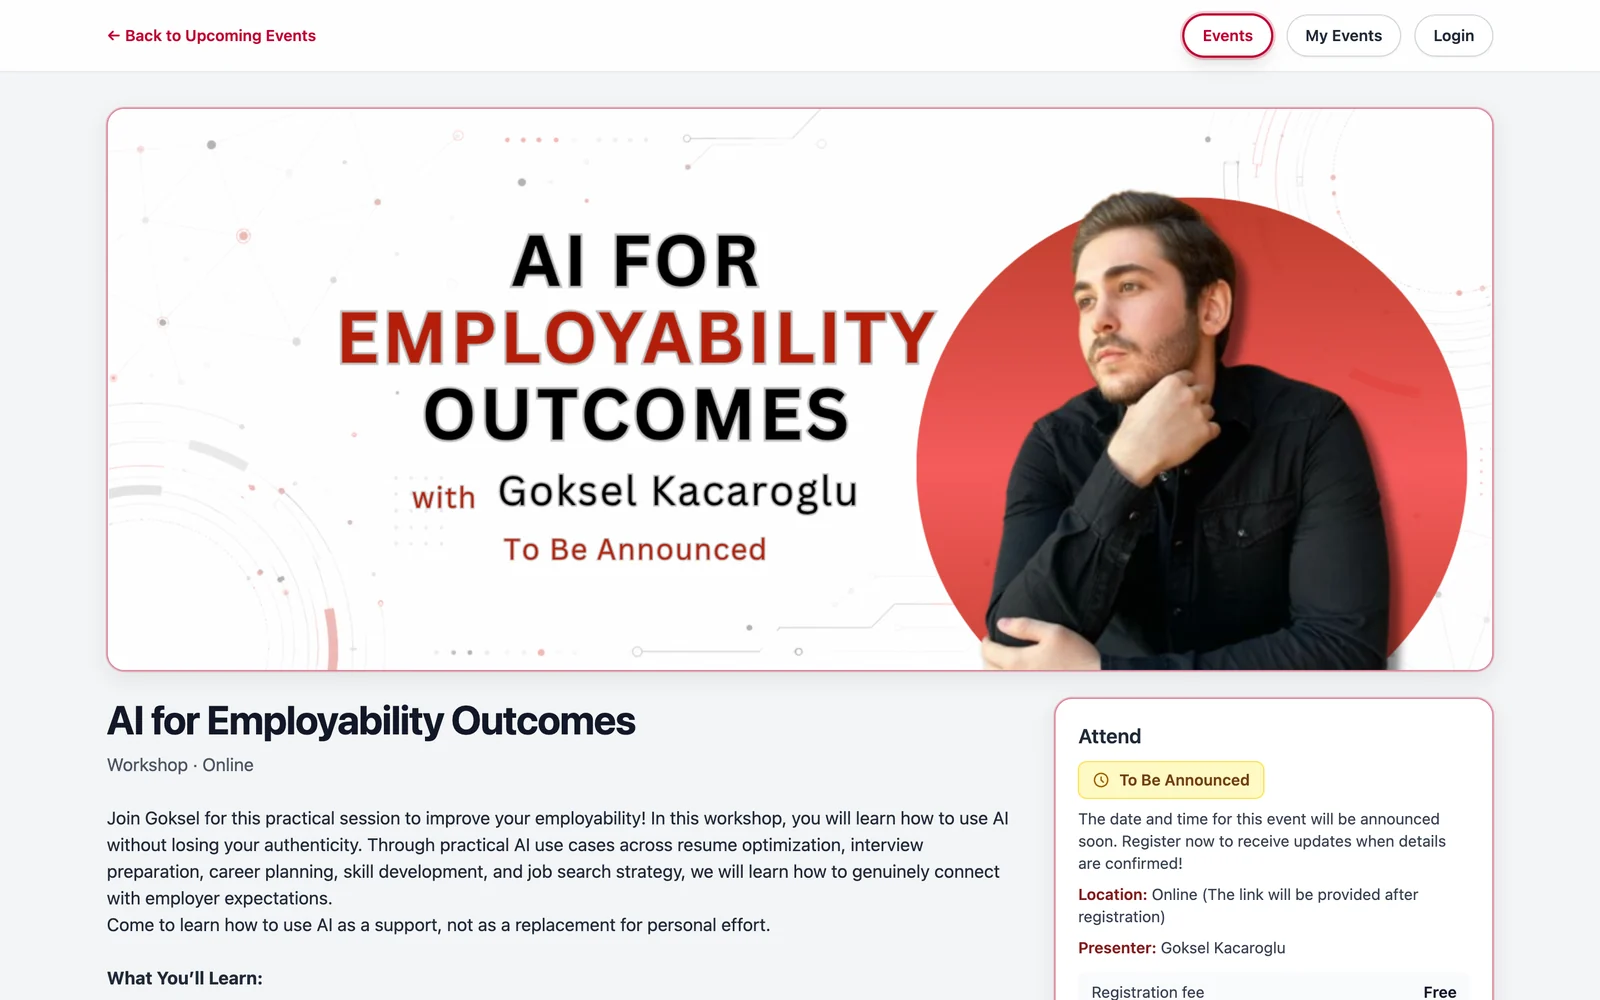 ← Back to Upcoming Events
Events
My Events
Login
AI FOR
EMPLOYABILITY
OUTCOMES
with Goksel Kacaroglu
To Be Announced
AI for Employability Outcomes
Workshop · Online
Join Goksel for this practical session to improve your employability! In this workshop, you will learn how to use AI
without losing your authenticity. Through practical AI use cases across resume optimization, interview
preparation, career planning, skill development, and job search strategy, we will learn how to genuinely connect
with employer expectations.
Come to learn how to use AI as a support, not as a replacement for personal effort.
What You’ll Learn:
Attend
To Be Announced
The date and time for this event will be announced
soon. Register now to receive updates when details
are confirmed!
Location: Online (The link will be provided after
registration)
Presenter: Goksel Kacaroglu
Registration fee Free